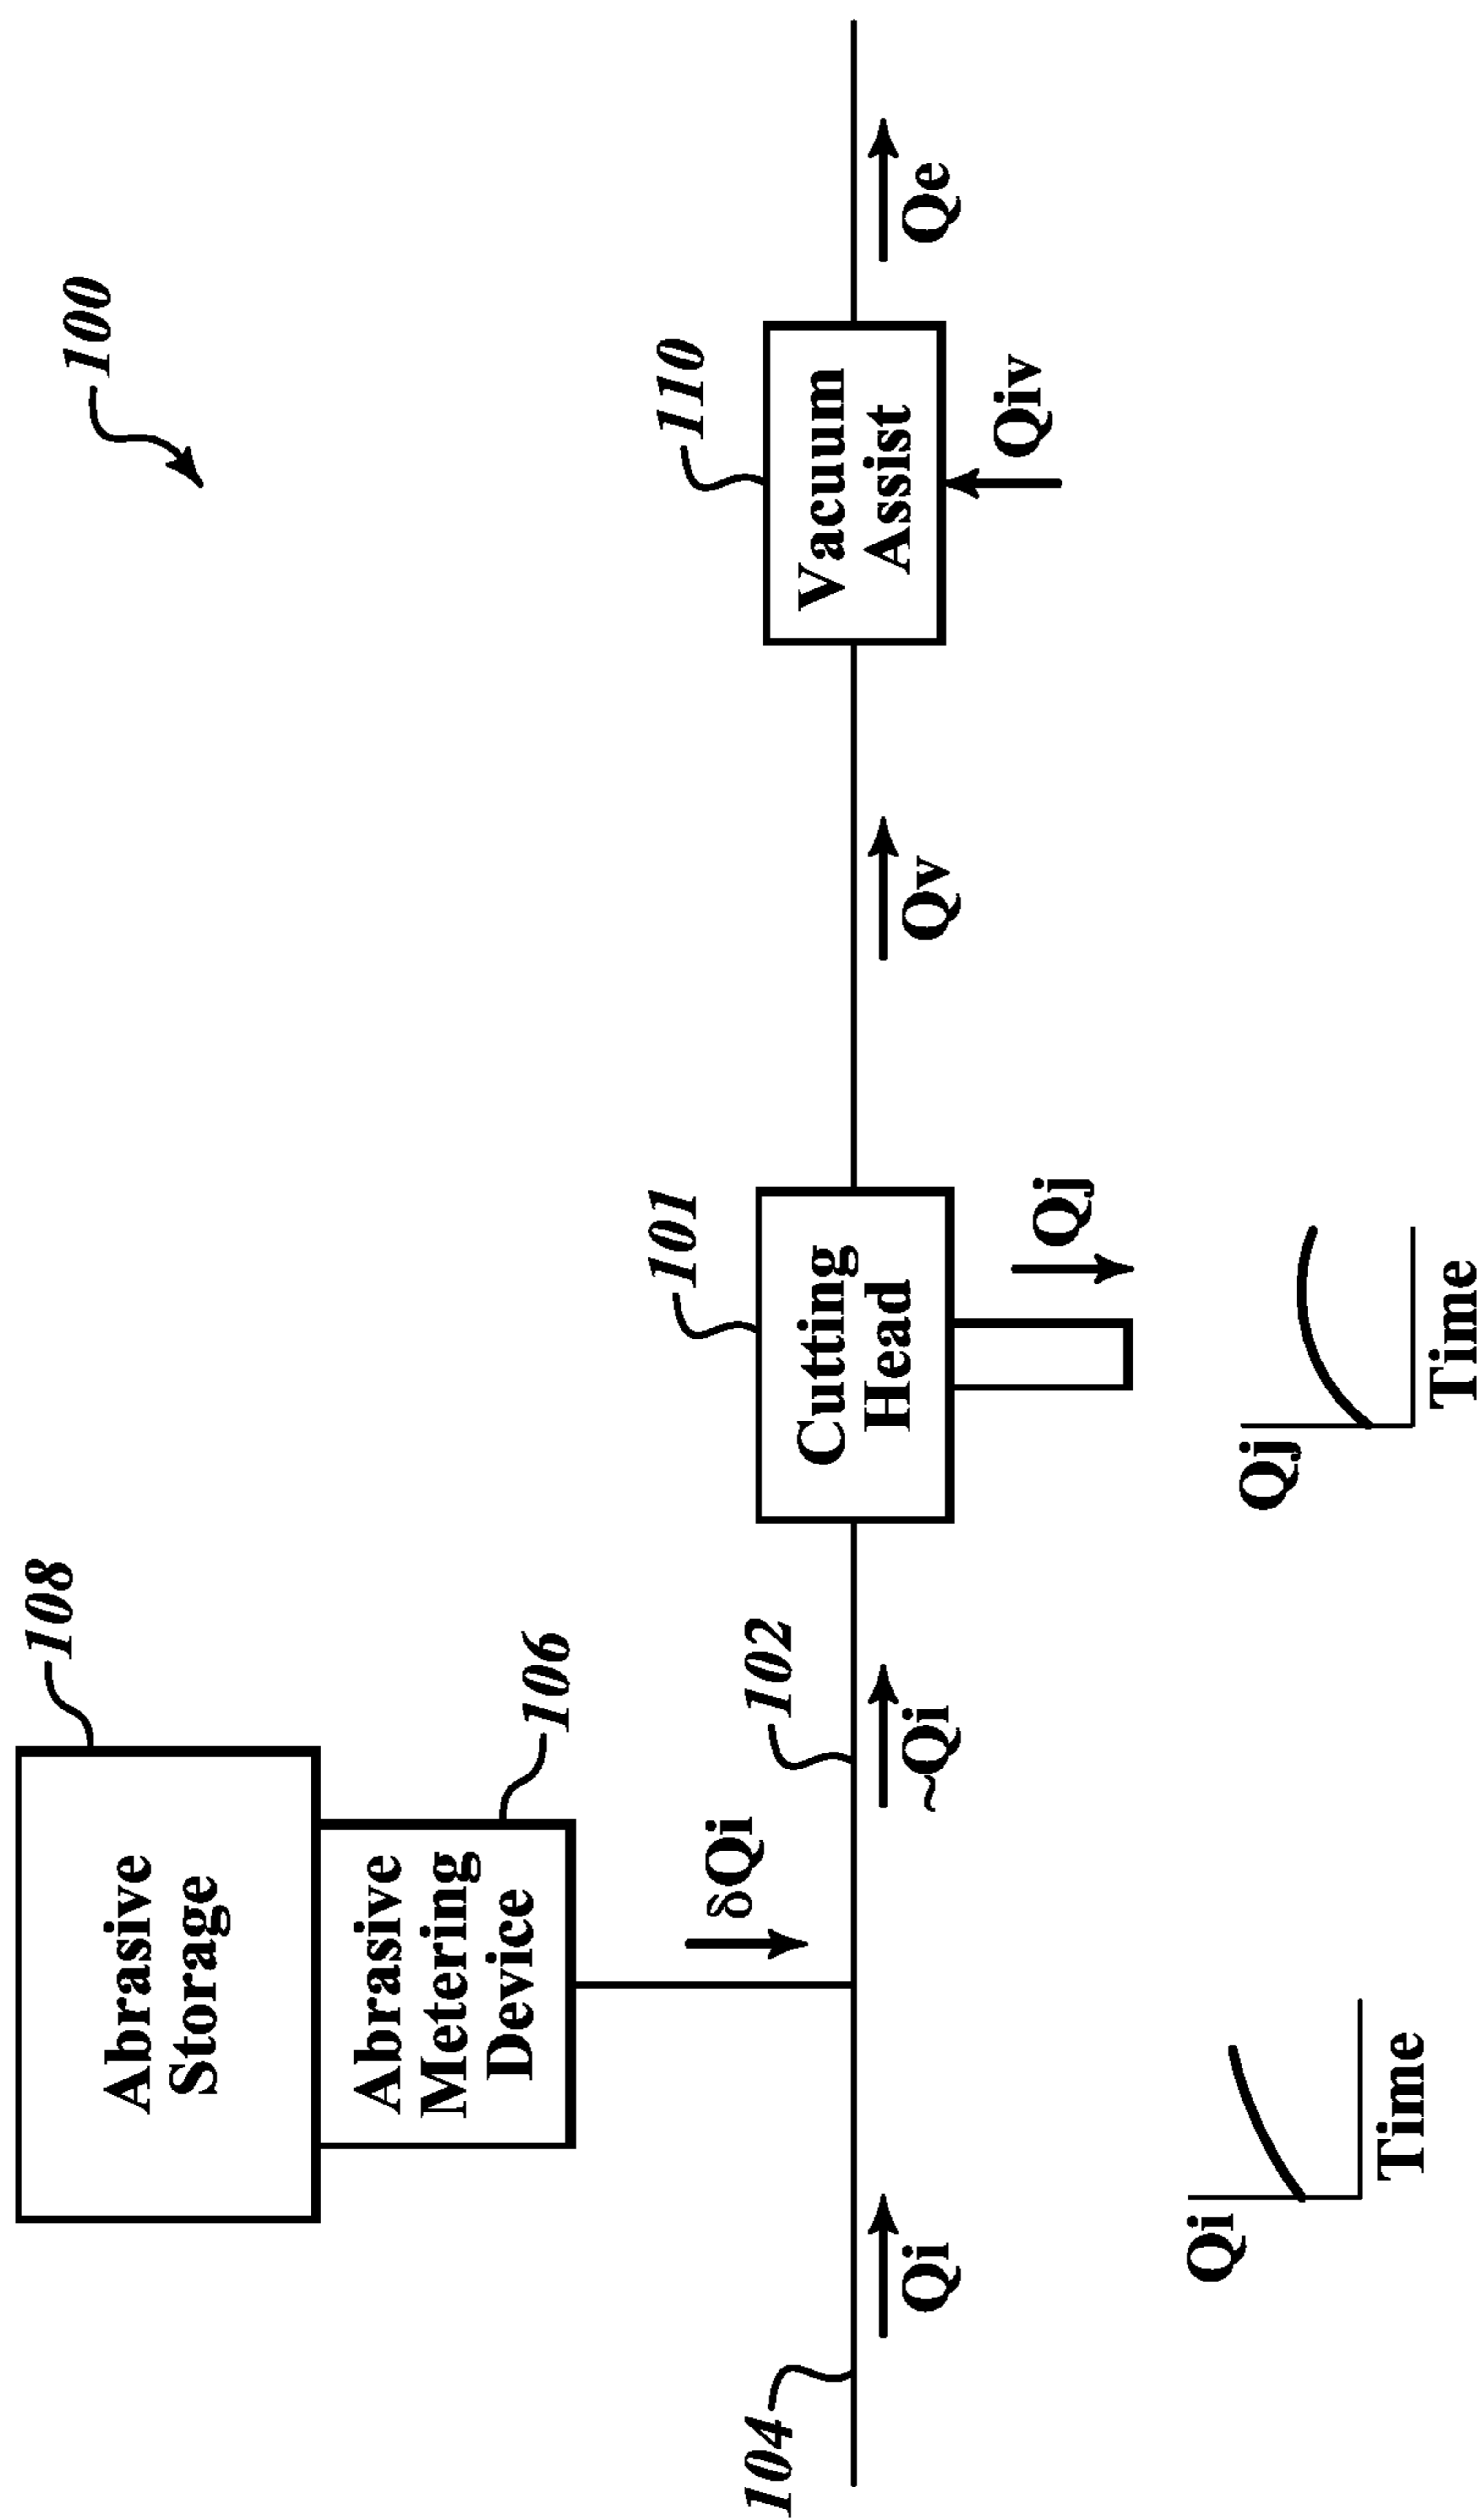 100
108
Abrasive
Storage
106
Abrasive
Metering
Device
δQi
104
Qi
102
~Qi
101
Cutting
Head
Qj
Qv
110
Vacuum
Assist
Qiv
Qe
Qi
Time
Qj
Time